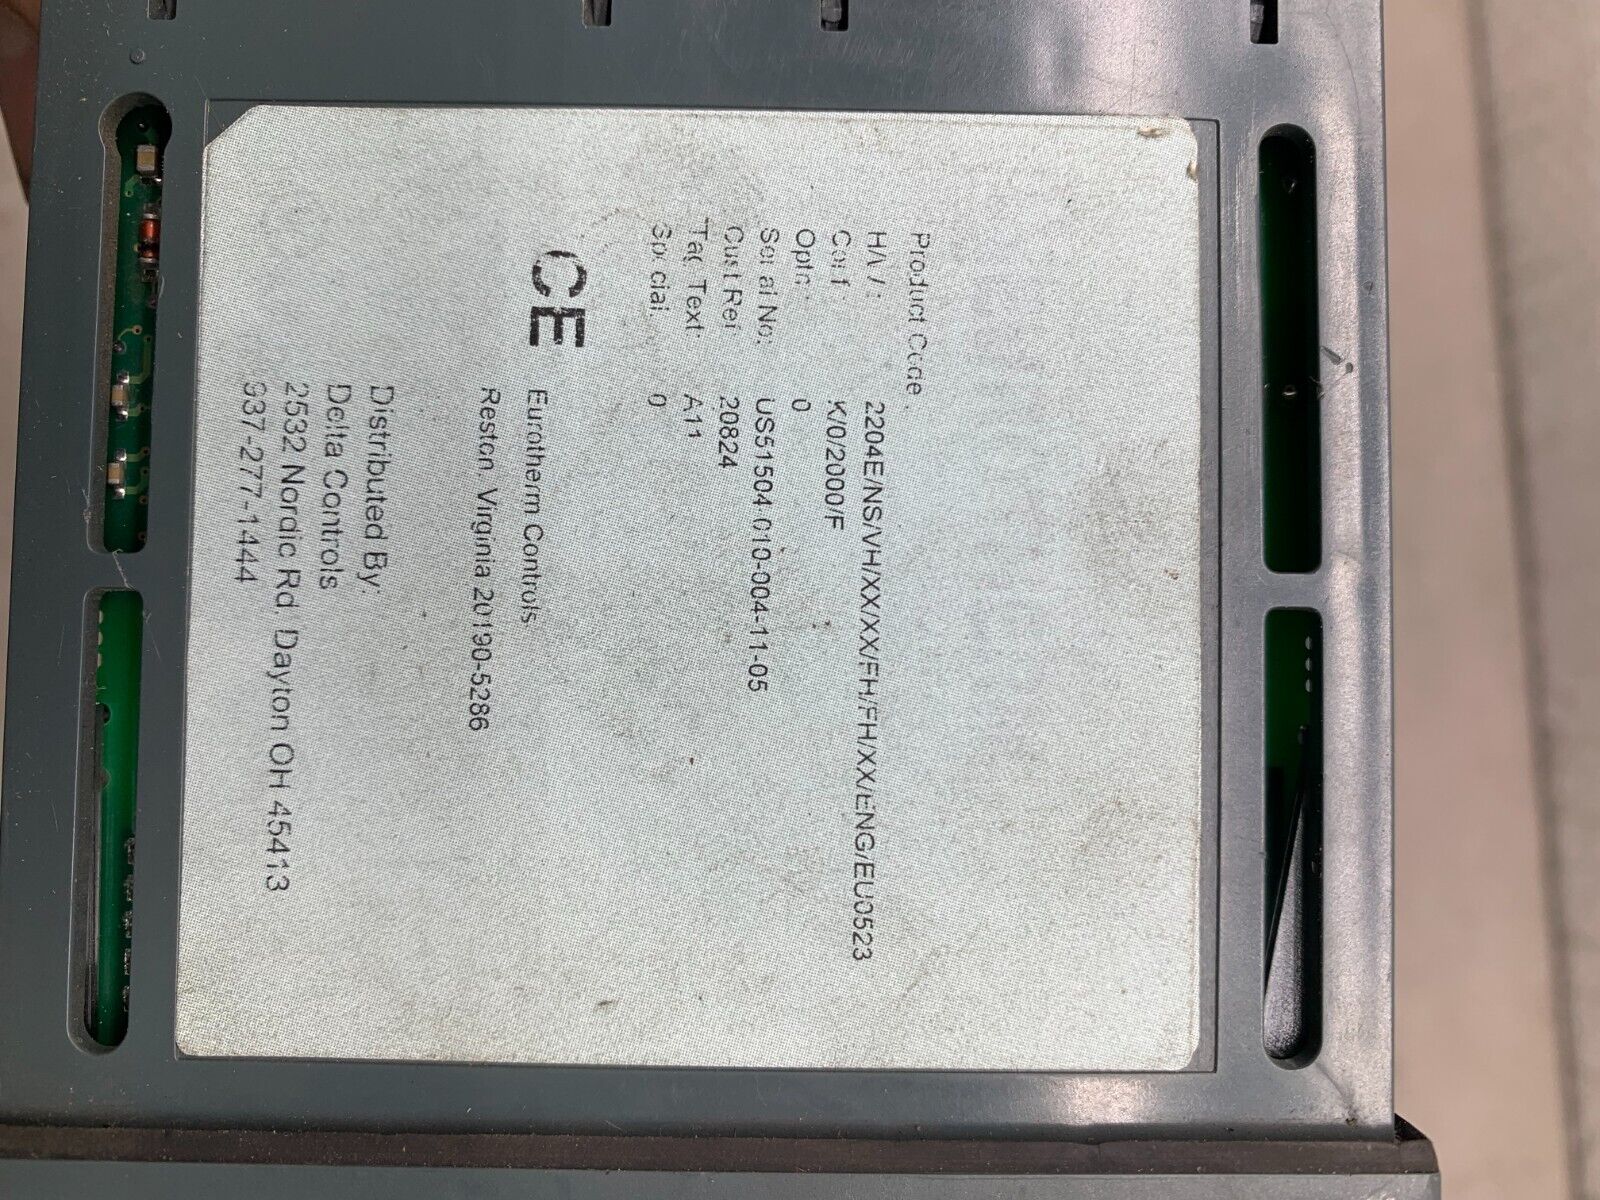 Product Code
H/W: 2204E/NS/VH/XX/XX/FH/FH/XX/ENG/EU0523
Conf: K/0/2000/F
Optn: 0
Serial No: US51504 010-004-11-05
Cust Ref 20824
Tag Text: A11
Special: 0
CE Eurotherm Controls
Reston, Virginia 20190-5286
Distributed By:
Delta Controls
2532 Nordic Rd. Dayton OH 45413
937-277-1444